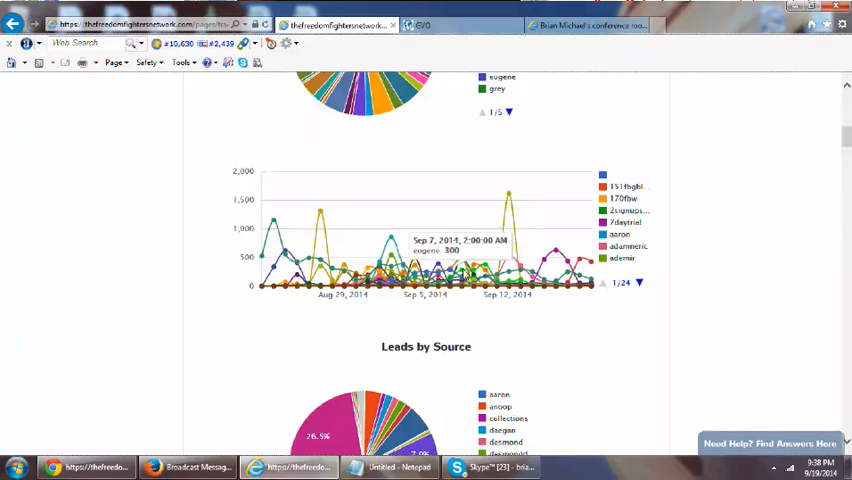 https://thefreedomfightersnetwork.com/pages/tra
thefreedomfightersnetwork...
GVO
Brian Michael's conference roo...
Web Search
#10,630
#2,439
Page
Safety
Tools
eugene
grey
1/5
2,000
1,500
1,000
500
0
Sep 7, 2014, 2:00:00 AM
eugene: 300
Aug 29, 2014
Sep 5, 2014
Sep 12, 2014
151fbgbl...
170fbw
2signups...
7daytrial
aaron
adammeric
ademir
1/24
Leads by Source
26.5%
7.0%
aaron
anoop
collections
daegan
desmond
desmondd
Need Help? Find Answers Here
https://thefreedo...
Broadcast Messag...
https://thefreedo...
Untitled - Notepad
Skype™ [23] - bria...
9:38 PM
9/19/2014